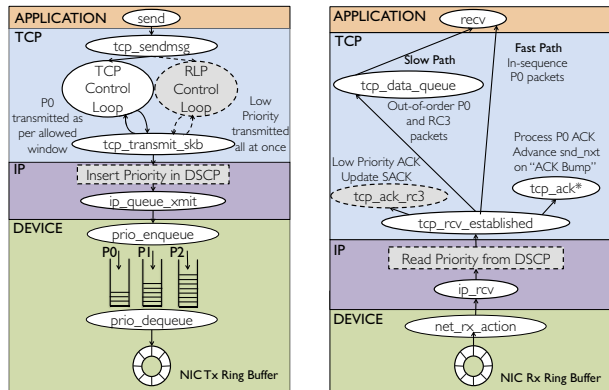 APPLICATION
send
TCP
tcp_sendmsg
TCP
Control
Loop
RLP
Control
Loop
P0
transmitted as
per allowed
window
Low
Priority
transmitted
all at once
tcp_transmit_skb
IP
Insert Priority in DSCP
ip_queue_xmit
DEVICE
prio_enqueue
P0 P1 P2
prio_dequeue
NIC Tx Ring Buffer
APPLICATION
recv
TCP
Slow Path
Fast Path
In-sequence
P0 packets
tcp_data_queue
Out-of-order P0
and RC3
packets
Process P0 ACK
Advance snd_nxt
on "ACK Bump"
Low Priority ACK
Update SACK
tcp_ack*
tcp_ack_rc3
tcp_rcv_established
IP
Read Priority from DSCP
ip_rcv
DEVICE
net_rx_action
NIC Rx Ring Buffer